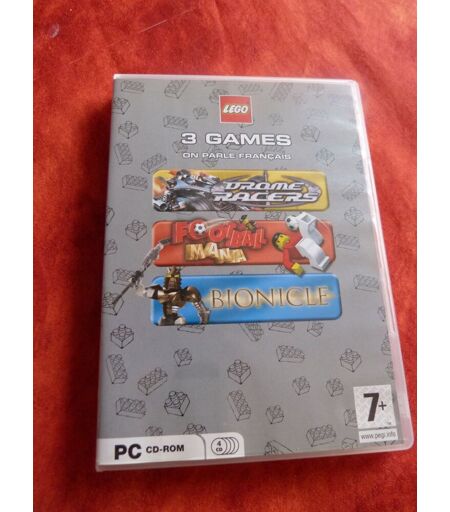 LEGO
3 GAMES
ON PARLE FRANÇAIS
DROME
RACERS
FOOTBALL
MANIA
BIONICLE
7+
www.pegi.info
PC CD-ROM
4
CD